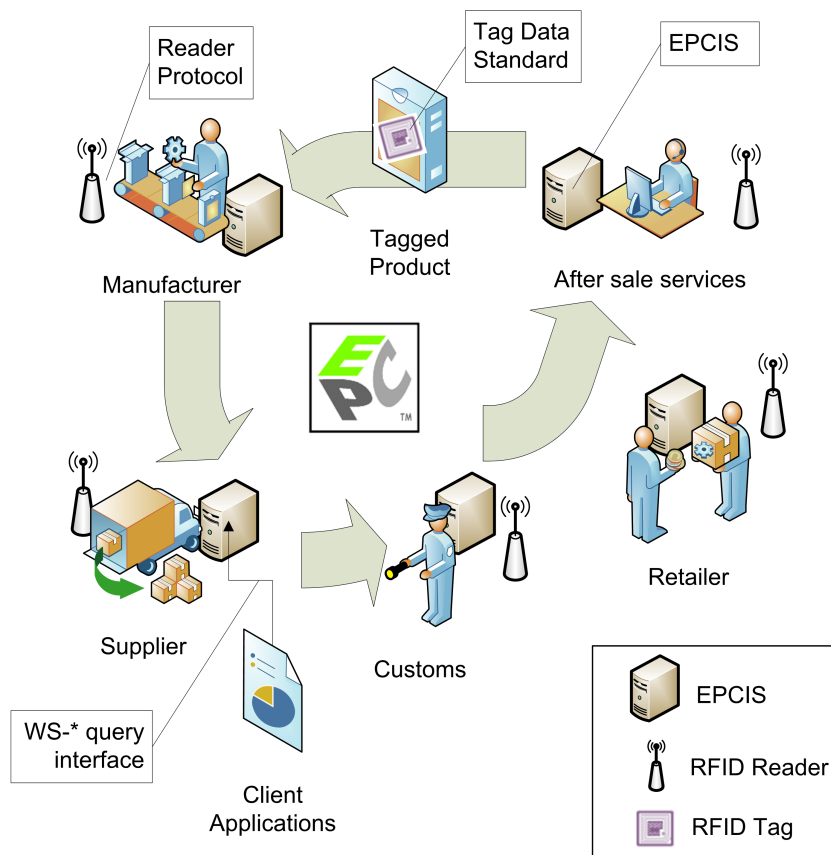 Reader
Protocol
Tag Data
Standard
EPCIS
Tagged
Product
Manufacturer
After sale services
EPC
TM
Retailer
Supplier
Customs
WS-* query
interface
Client
Applications
EPCIS
RFID Reader
RFID Tag